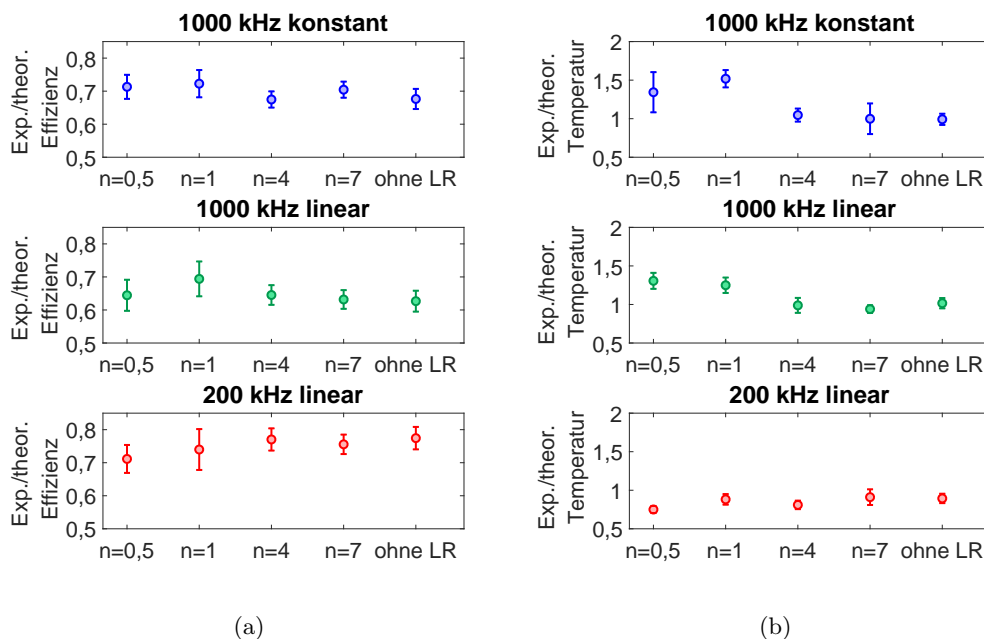 1000 kHz konstant
Exp./theor.
Effizienz
0,8
0,7
0,6
0,5
n=0,5 n=1 n=4 n=7 ohne LR
1000 kHz linear
Exp./theor.
Effizienz
0,8
0,7
0,6
0,5
n=0,5 n=1 n=4 n=7 ohne LR
200 kHz linear
Exp./theor.
Effizienz
0,8
0,7
0,6
0,5
n=0,5 n=1 n=4 n=7 ohne LR
(a)
1000 kHz konstant
Exp./theor.
Temperatur
2
1,5
1
0,5
n=0,5 n=1 n=4 n=7 ohne LR
1000 kHz linear
Exp./theor.
Temperatur
2
1,5
1
0,5
n=0,5 n=1 n=4 n=7 ohne LR
200 kHz linear
Exp./theor.
Temperatur
2
1,5
1
0,5
n=0,5 n=1 n=4 n=7 ohne LR
(b)